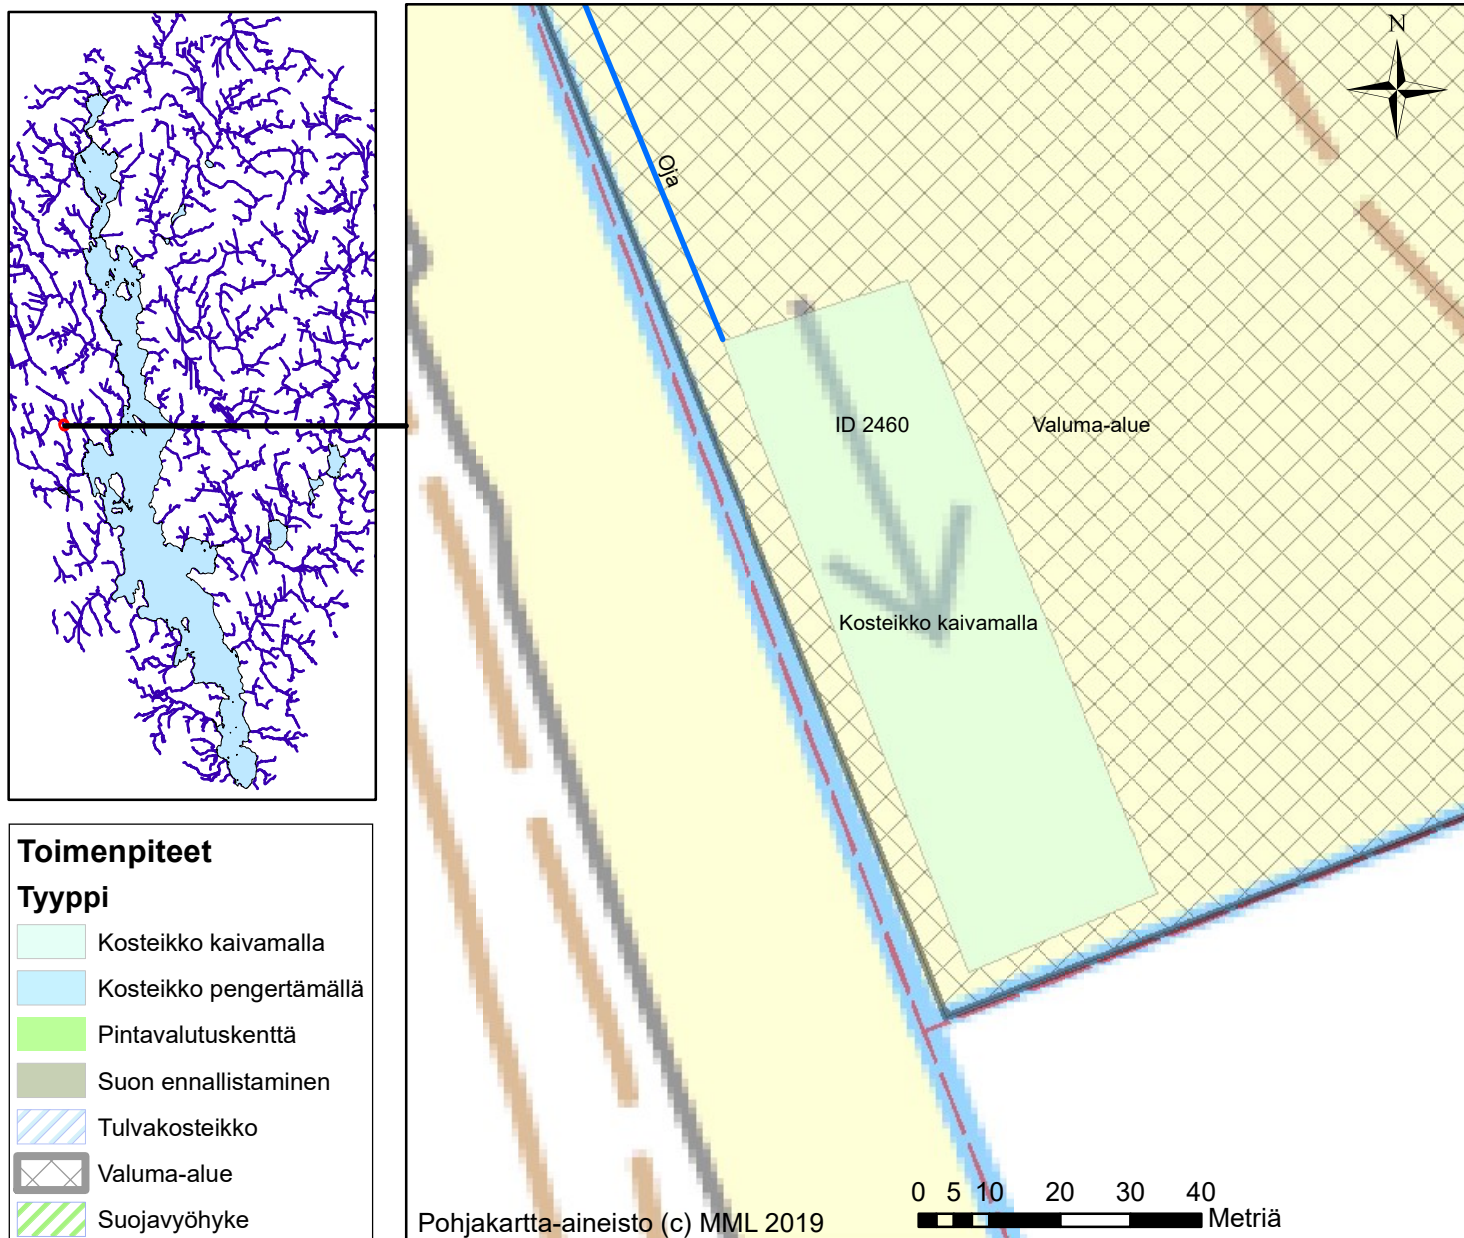 N
Oja
ID 2460
Valuma-alue
Kosteikko kaivamalla
Toimenpiteet
Tyyppi
Kosteikko kaivamalla
Kosteikko pengertämällä
Pintavalutuskenttä
Suon ennallistaminen
Tulvakosteikko
Valuma-alue
Suojavyöhyke
Pohjakartta-aineisto (c) MML 2019
0 5 10 20 30 40
Metriä